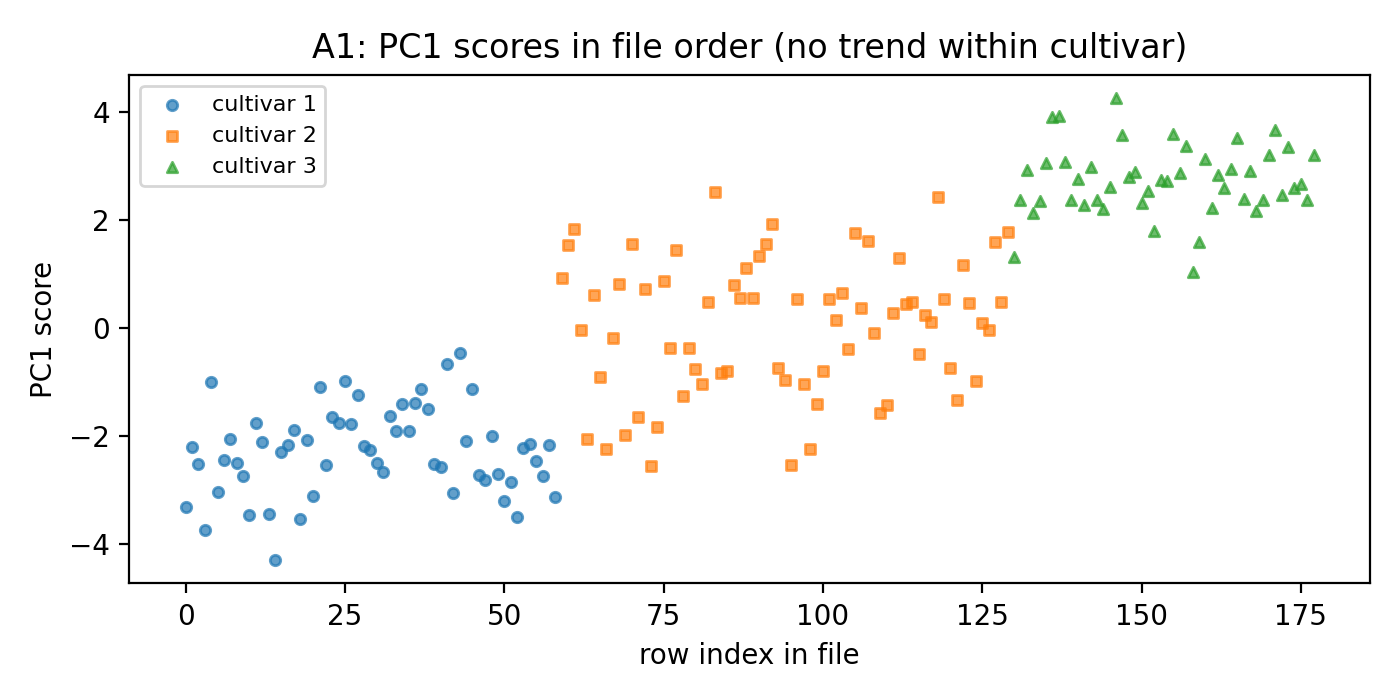 A1: PC1 scores in file order (no trend within cultivar)
cultivar 1
cultivar 2
cultivar 3
PC1 score
4
2
0
−2
−4
0 25 50 75 100 125 150 175
row index in file